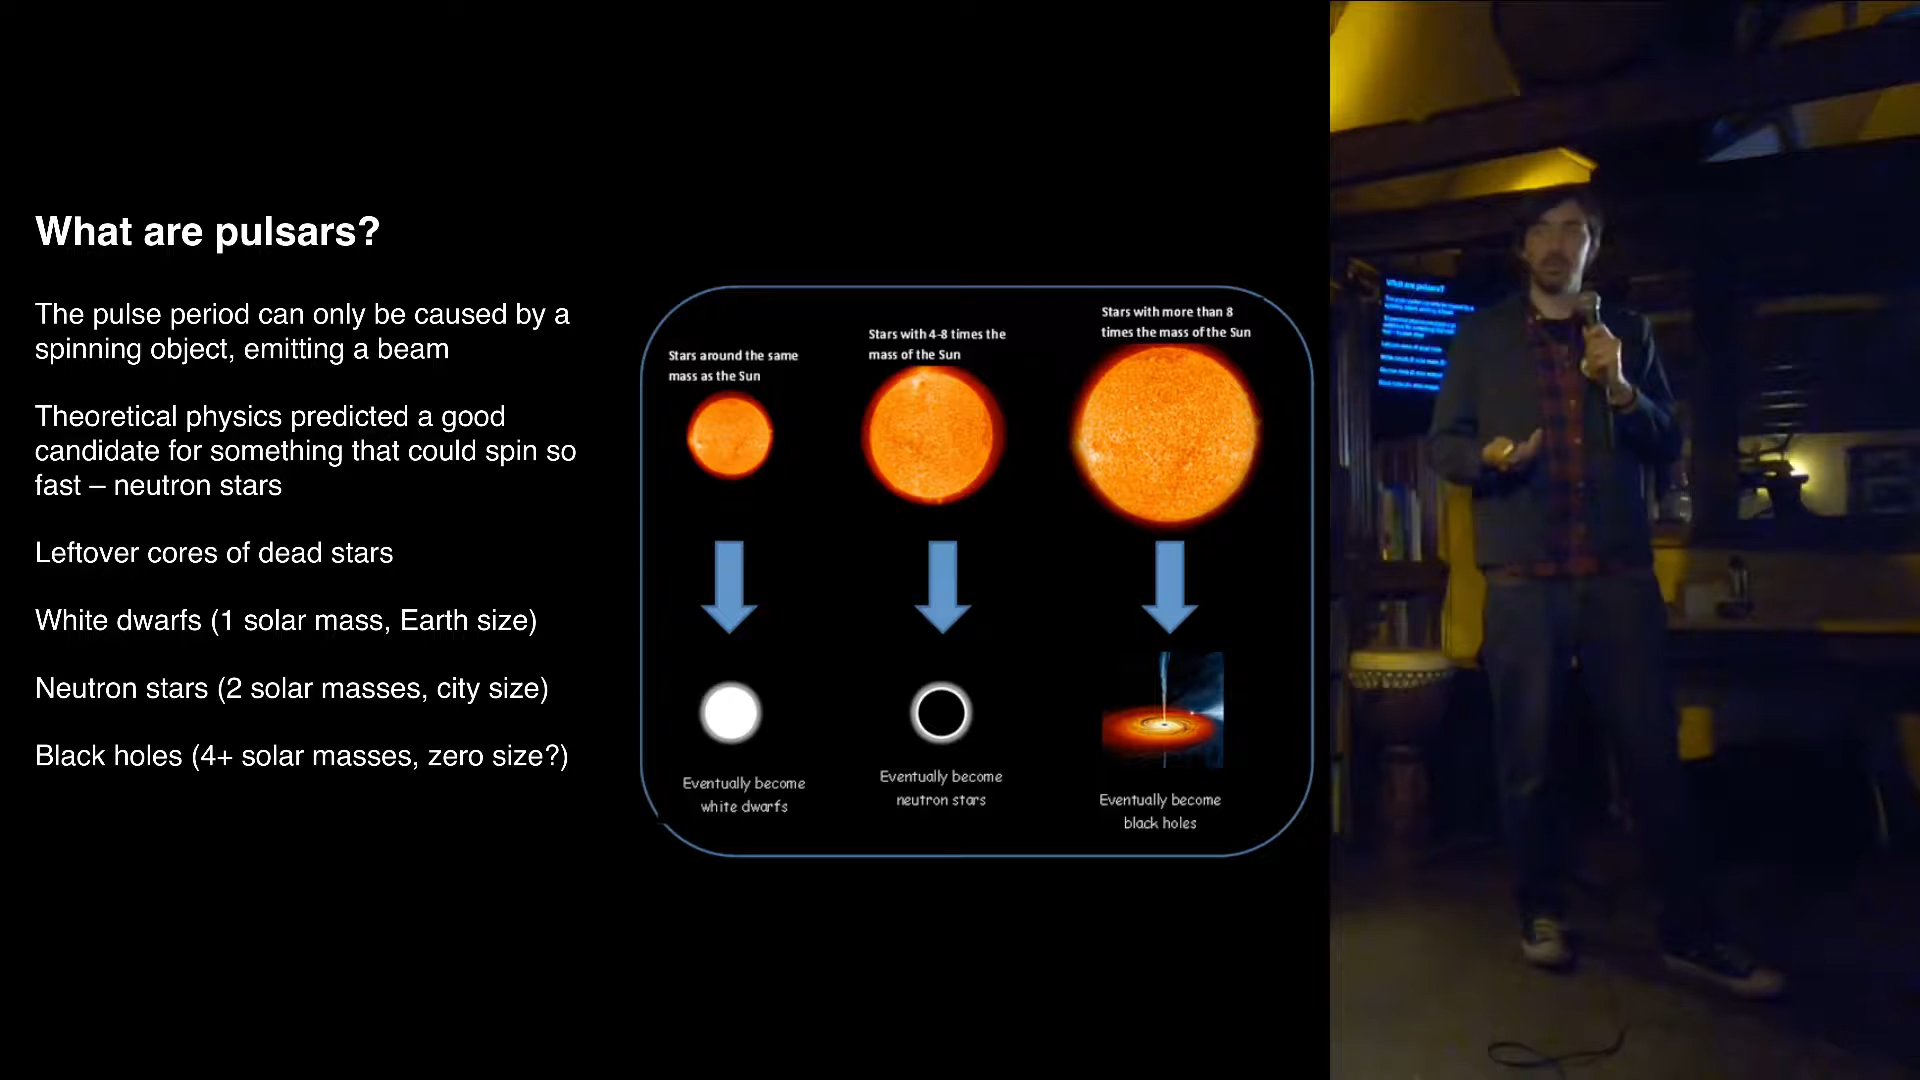 What are pulsars?
The pulse period can only be caused by a
spinning object, emitting a beam
Theoretical physics predicted a good
candidate for something that could spin so
fast – neutron stars
Leftover cores of dead stars
White dwarfs (1 solar mass, Earth size)
Neutron stars (2 solar masses, city size)
Black holes (4+ solar masses, zero size?)
Stars around the same
mass as the Sun
Stars with 4-8 times the
mass of the Sun
Stars with more than 8
times the mass of the Sun
Eventually become
white dwarfs
Eventually become
neutron stars
Eventually become
black holes
What are pulsars?